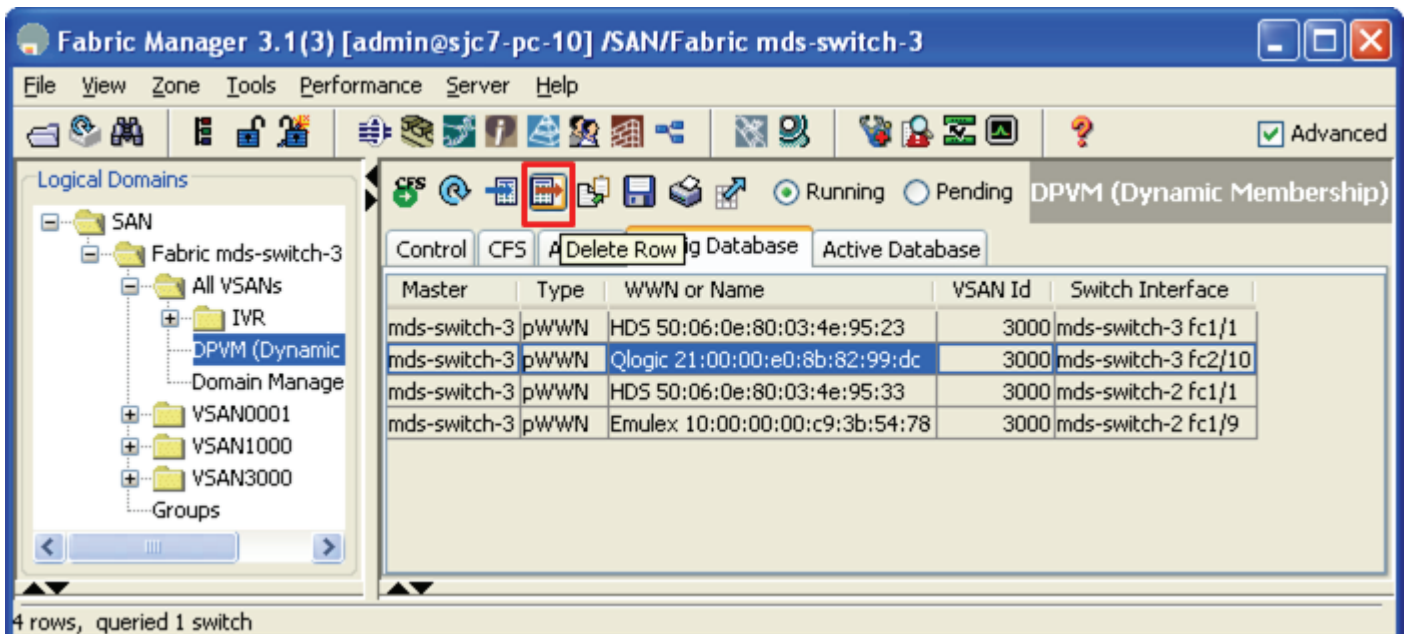 Fabric Manager 3.1(3) [admin@sjc7-pc-10] /SAN/Fabric mds-switch-3
File View Zone Tools Performance Server Help
Advanced
Logical Domains
SAN
Fabric mds-switch-3
All VSANs
IVR
DPVM (Dynamic
Domain Manage
VSAN0001
VSAN1000
VSAN3000
Groups
CFS Running Pending DPVM (Dynamic Membership)
Control CFS A Delete Row ig Database Active Database
Master Type WWN or Name VSAN Id Switch Interface
mds-switch-3 pWWN HDS 50:06:0e:80:03:4e:95:23 3000 mds-switch-3 fc1/1
mds-switch-3 pWWN Qlogic 21:00:00:e0:8b:82:99:dc 3000 mds-switch-3 fc2/10
mds-switch-3 pWWN HDS 50:06:0e:80:03:4e:95:33 3000 mds-switch-2 fc1/1
mds-switch-3 pWWN Emulex 10:00:00:00:c9:3b:54:78 3000 mds-switch-2 fc1/9
4 rows, queried 1 switch